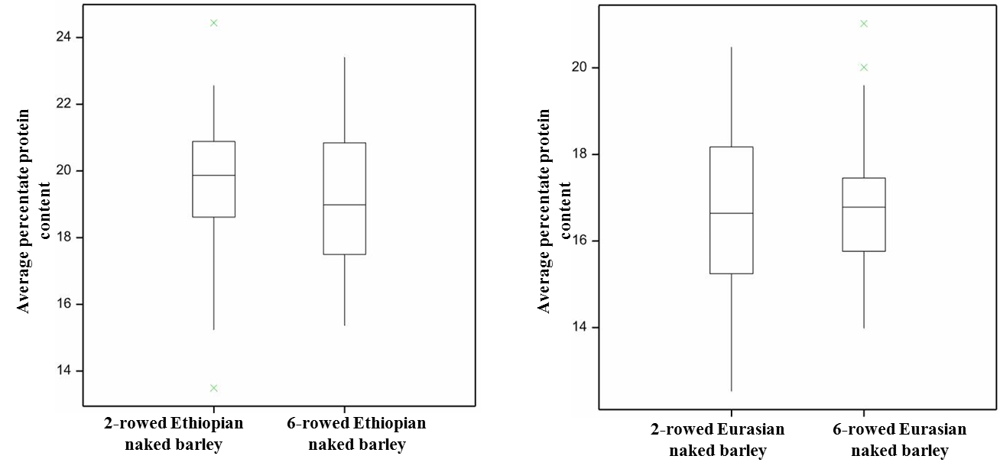 Average percentate protein
content
24
22
20
18
16
14
2-rowed Ethiopian
naked barley
6-rowed Ethiopian
naked barley
Average percentate protein
content
20
18
16
14
2-rowed Eurasian
naked barley
6-rowed Eurasian
naked barley